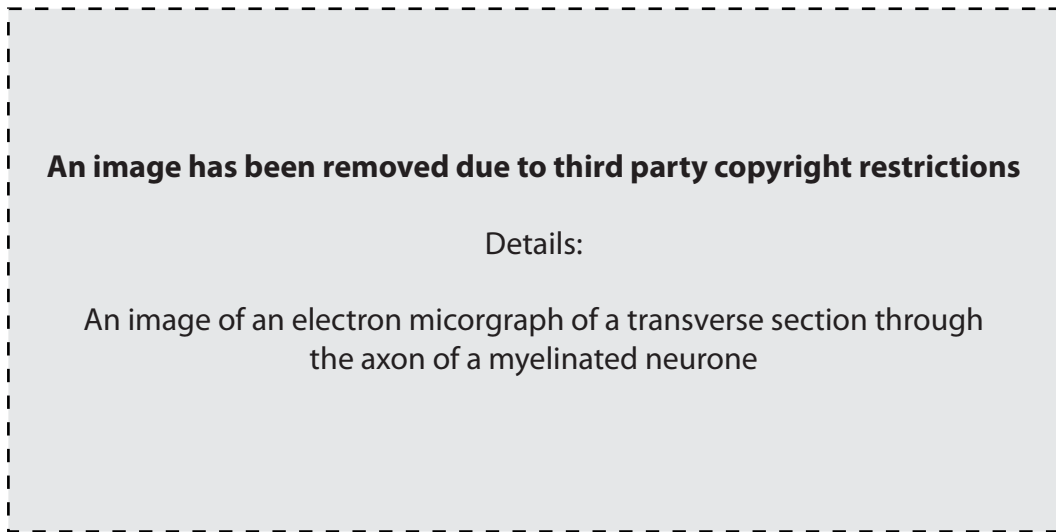 An image has been removed due to third party copyright restrictions
Details:
An image of an electron micorgraph of a transverse section through
the axon of a myelinated neurone